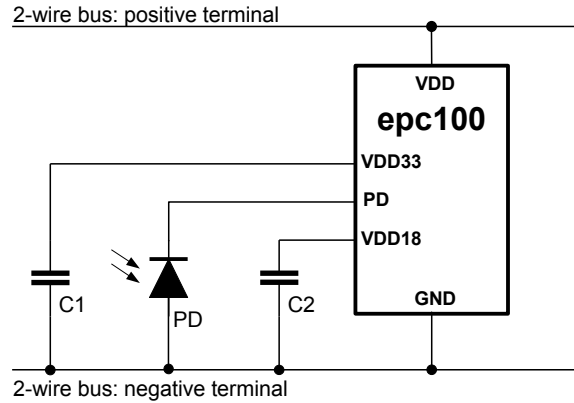 2-wire bus: positive terminal
VDD
epc100
VDD33
PD
VDD18
C1
PD
C2
GND
2-wire bus: negative terminal